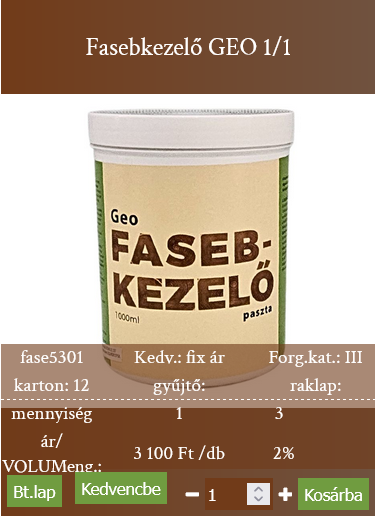 Fasebkezelő GEO 1/1
Geo
FASEB-
KEZELŐ
paszta
1000ml
fase5301 Kedv.: fix ár Forg.kat.: III
karton: 12 gyűjtő: raklap:
mennyiség 1 3
ár/
VOLUMeng.: 3 100 Ft /db 2%
Bt.lap Kedvencbe − 1 + Kosárba